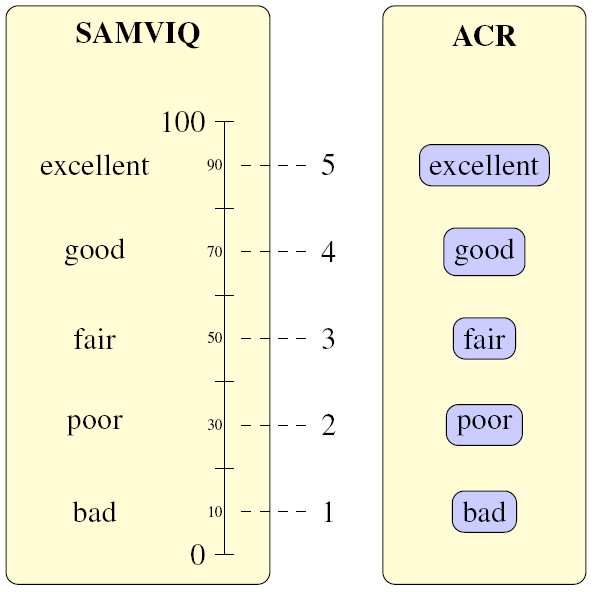 SAMVIQ
100
excellent 90 5
good 70 4
fair 50 3
poor 30 2
bad 10 1
0
ACR
excellent
good
fair
poor
bad